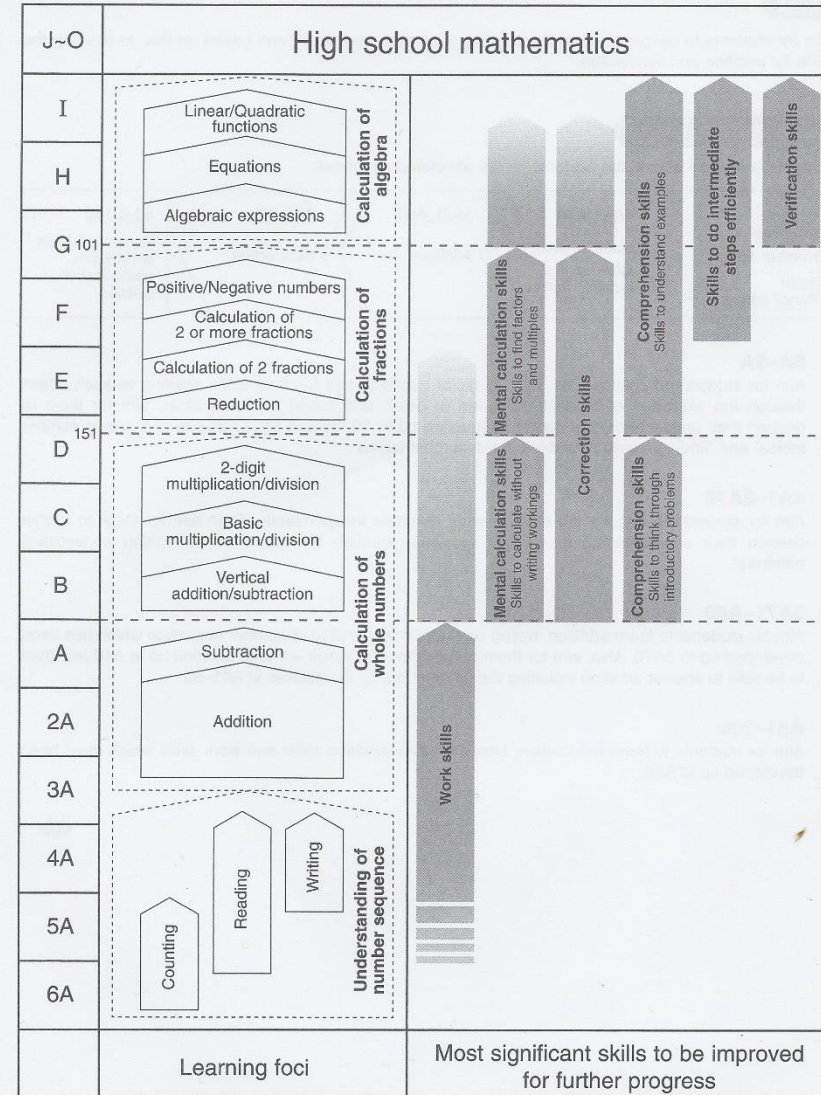 J~O
High school mathematics
I
H
G 101
F
E
151
D
C
B
A
2A
3A
4A
5A
6A
Linear/Quadratic
functions
Equations
Algebraic expressions
Calculation of
algebra
Positive/Negative numbers
Calculation of
2 or more fractions
Calculation of 2 fractions
Reduction
Calculation of
fractions
2-digit
multiplication/division
Basic
multiplication/division
Vertical
addition/subtraction
Subtraction
Addition
Calculation of
whole numbers
Counting
Reading
Writing
Understanding of
number sequence
Work skills
Mental calculation skills
Skills to find factors
and multiples
Mental calculation skills
Skills to calculate without
writing workings
Correction skills
Comprehension skills
Skills to understand examples
Comprehension skills
Skills to think through
introductory problems
Skills to do intermediate
steps efficiently
Verification skills
Learning foci
Most significant skills to be improved
for further progress